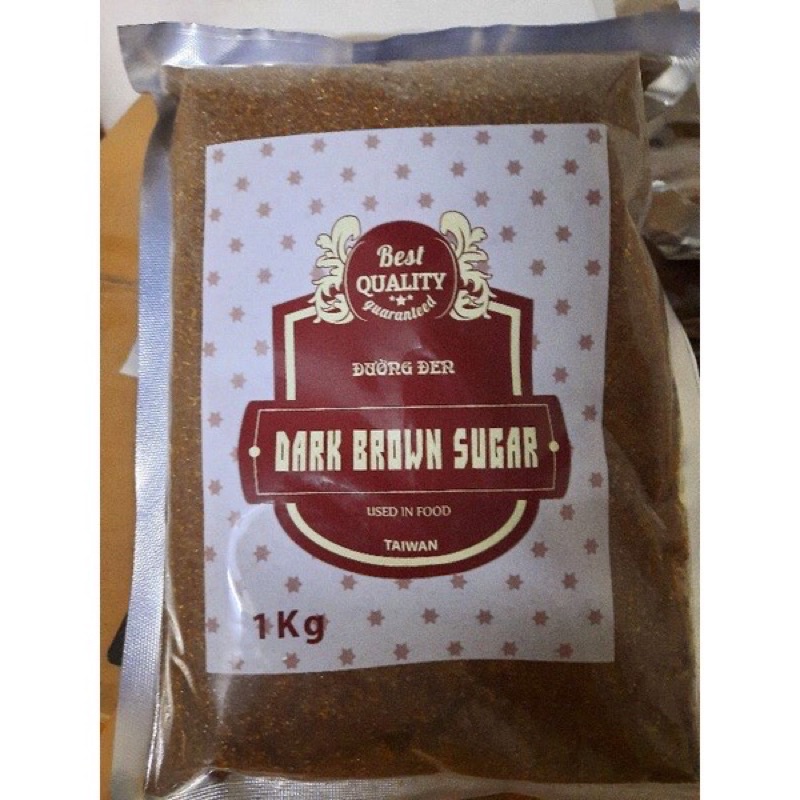 Best
QUALITY
guaranteed
ĐƯỜNG ĐEN
DARK BROWN SUGAR
USED IN FOOD
TAIWAN
1Kg